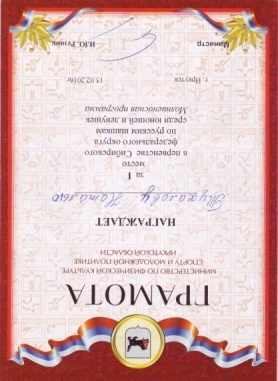 ГРАМОТА
МИНИСТЕРСТВО ПО ФИЗИЧЕСКОЙ КУЛЬТУРЕ
СПОРТУ И МОЛОДЕЖНОЙ ПОЛИТИКЕ
ИРКУТСКОЙ ОБЛАСТИ
НАГРАЖДАЕТ
Наталью
за I
место
в первенстве Сибирского
федерального округа
по русским шашкам
среди юношей и девушек
Молниеносная программа
г. Иркутск 15.02.2016г
Министр И.Ю. Резник